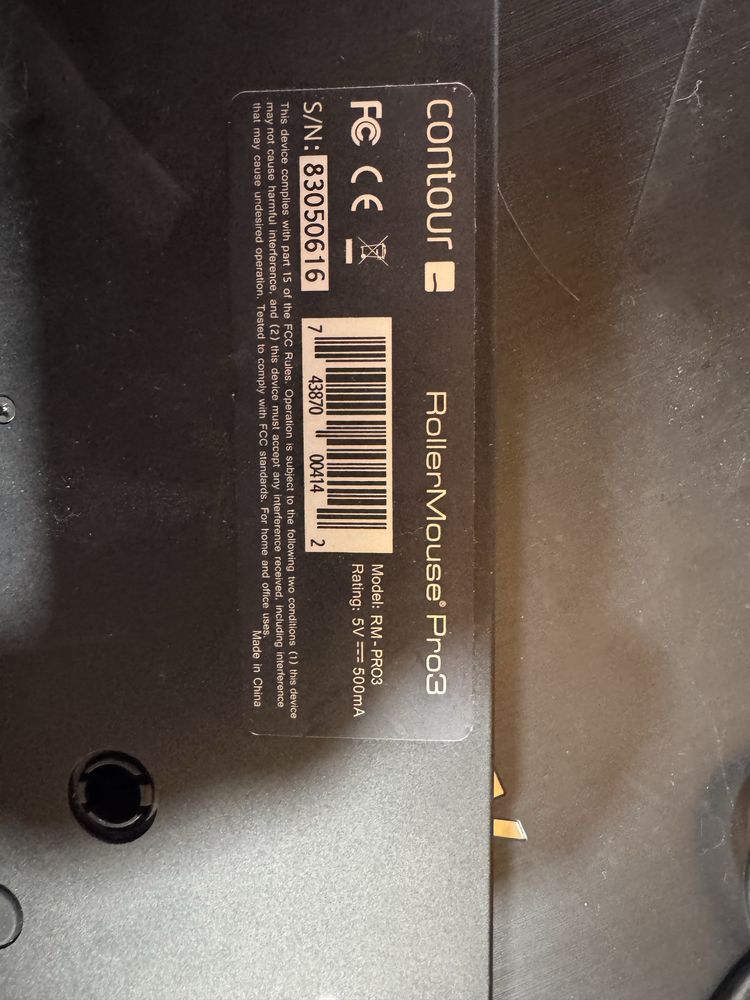 contour
RollerMouse® Pro3
FC CE
Model: RM-PRO3
Rating: 5V ⎓ 500mA
S/N: 83050616
7 43870 00414 2
This device complies with part 15 of the FCC Rules. Operation is subject to the following two conditions (1) this device
may not cause harmful interference, and (2) this device must accept any interference received, including interference
that may cause undesired operation. Tested to comply with FCC standards. For home and office uses.
Made in China